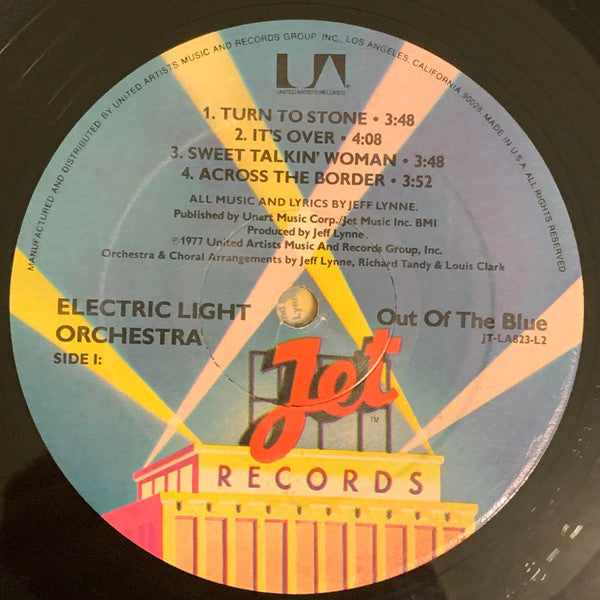 MANUFACTURED AND DISTRIBUTED BY UNITED ARTISTS MUSIC AND RECORDS GROUP, INC., LOS ANGELES, CALIFORNIA 90028. MADE IN U.S.A. ALL RIGHTS RESERVED
UA
UNITED ARTISTS RECORDS
1. TURN TO STONE • 3:48
2. IT'S OVER • 4:08
3. SWEET TALKIN' WOMAN • 3:48
4. ACROSS THE BORDER • 3:52
ALL MUSIC AND LYRICS BY JEFF LYNNE.
Published by Unart Music Corp./Jet Music Inc. BMI
Produced by Jeff Lynne.
℗1977 United Artists Music And Records Group, Inc.
Orchestra & Choral Arrangements by Jeff Lynne, Richard Tandy & Louis Clark
ELECTRIC LIGHT
ORCHESTRA
SIDE I:
Out Of The Blue
JT-LA823-L2
Jet
TM
RECORDS